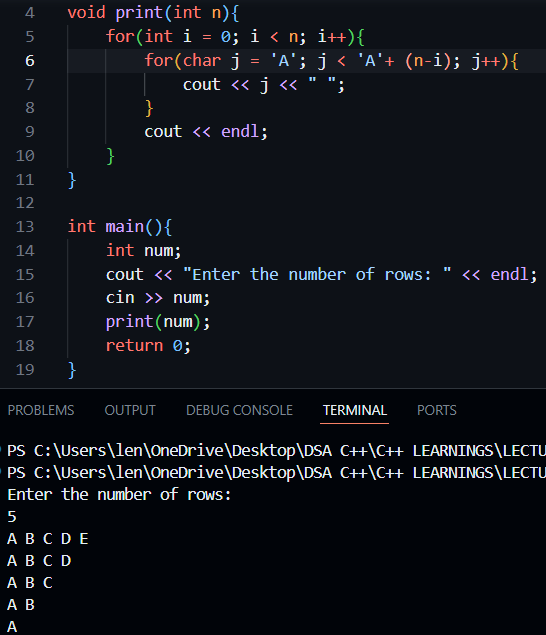 4 void print(int n){
5 for(int i = 0; i < n; i++){
6 for(char j = 'A'; j < 'A'+ (n-i); j++){
7 cout << j << " ";
8 }
9 cout << endl;
10 }
11 }
12
13 int main(){
14 int num;
15 cout << "Enter the number of rows: " << endl;
16 cin >> num;
17 print(num);
18 return 0;
19 }
PROBLEMS OUTPUT DEBUG CONSOLE TERMINAL PORTS
PS C:\Users\len\OneDrive\Desktop\DSA C++\C++ LEARNINGS\LECTU
PS C:\Users\len\OneDrive\Desktop\DSA C++\C++ LEARNINGS\LECTU
Enter the number of rows:
5
A B C D E
A B C D
A B C
A B
A